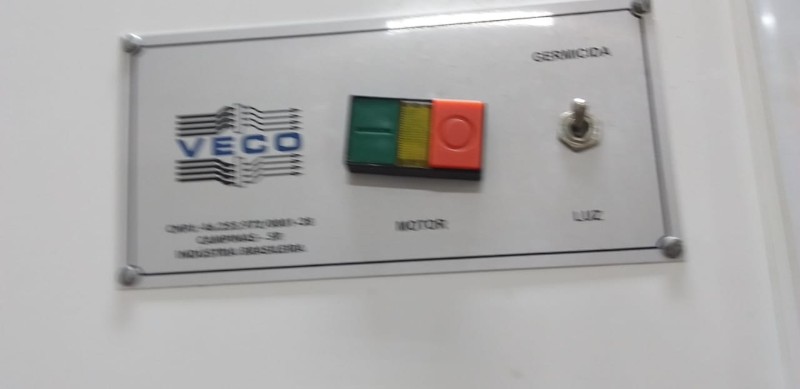 GERMICIDA
VECO
MOTOR
LUZ
CAMPINAS - SP
INDUSTRIA BRASILEIRA